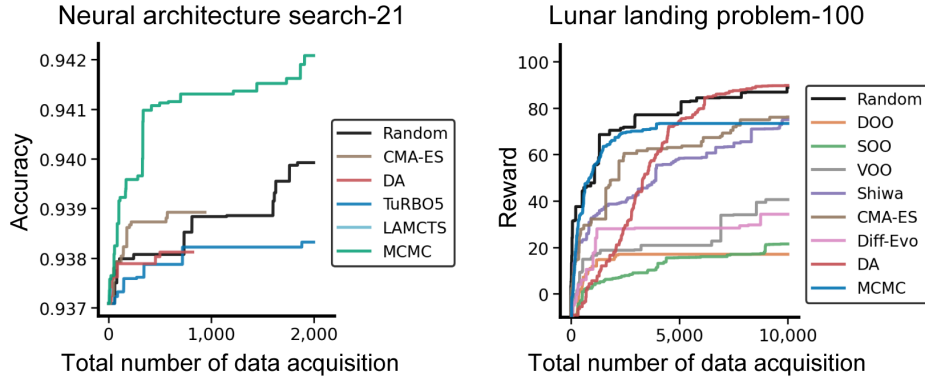 Neural architecture search-21
Accuracy
0.942
0.941
0.940
0.939
0.938
0.937
0
1,000
2,000
Total number of data acquisition
Random
CMA-ES
DA
TuRBO5
LAMCTS
MCMC
Lunar landing problem-100
Reward
100
80
60
40
20
0
0
5,000
10,000
Total number of data acquisition
Random
DOO
SOO
VOO
Shiwa
CMA-ES
Diff-Evo
DA
MCMC